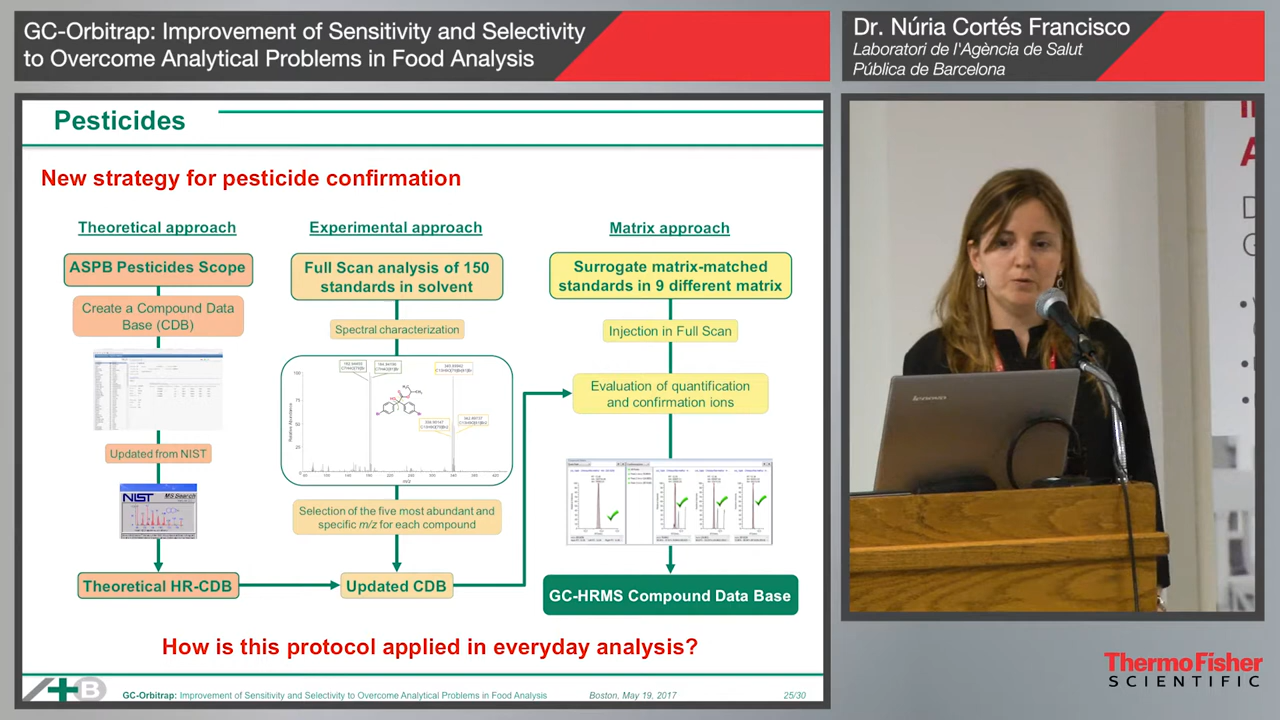 GC-Orbitrap: Improvement of Sensitivity and Selectivity
to Overcome Analytical Problems in Food Analysis
Dr. Núria Cortés Francisco
Laboratori de l'Agència de Salut
Pública de Barcelona
Pesticides
New strategy for pesticide confirmation
Theoretical approach
ASPB Pesticides Scope
Create a Compound Data
Base (CDB)
Updated from NIST
NIST
MS Search
Theoretical HR-CDB
Experimental approach
Full Scan analysis of 150
standards in solvent
Spectral characterization
Relative Abundance
m/z
Selection of the five most abundant and
specific m/z for each compound
Updated CDB
Matrix approach
Surrogate matrix-matched
standards in 9 different matrix
Injection in Full Scan
Evaluation of quantification
and confirmation ions
GC-HRMS Compound Data Base
How is this protocol applied in everyday analysis?
GC-Orbitrap: Improvement of Sensitivity and Selectivity to Overcome Analytical Problems in Food Analysis
Boston, May 19, 2017
25/30
lenovo
ThermoFisher
SCIENTIFIC